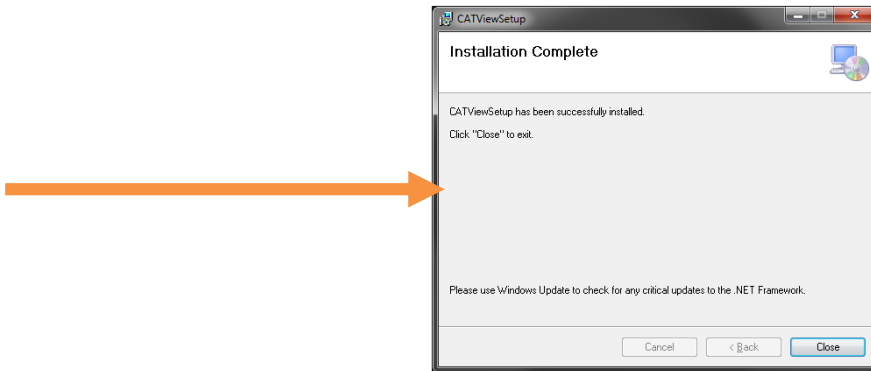 CATViewSetup
Installation Complete
CATViewSetup has been successfully installed.
Click "Close" to exit.
Please use Windows Update to check for any critical updates to the .NET Framework.
Cancel
< Back
Close